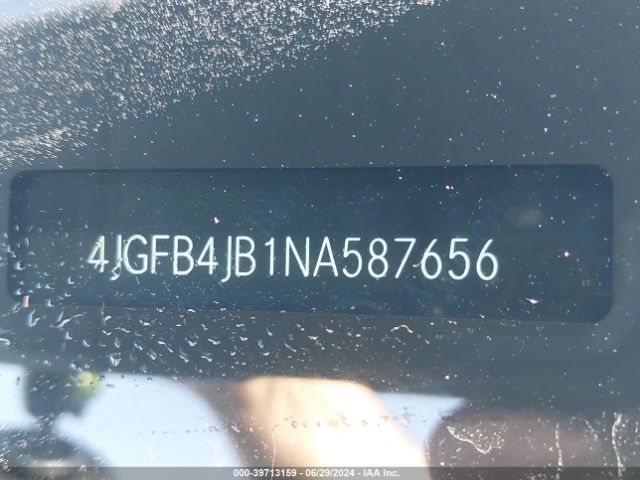 4JGFB4JB1NA587656
000-39713159 | 06/29/2024 - IAA Inc.